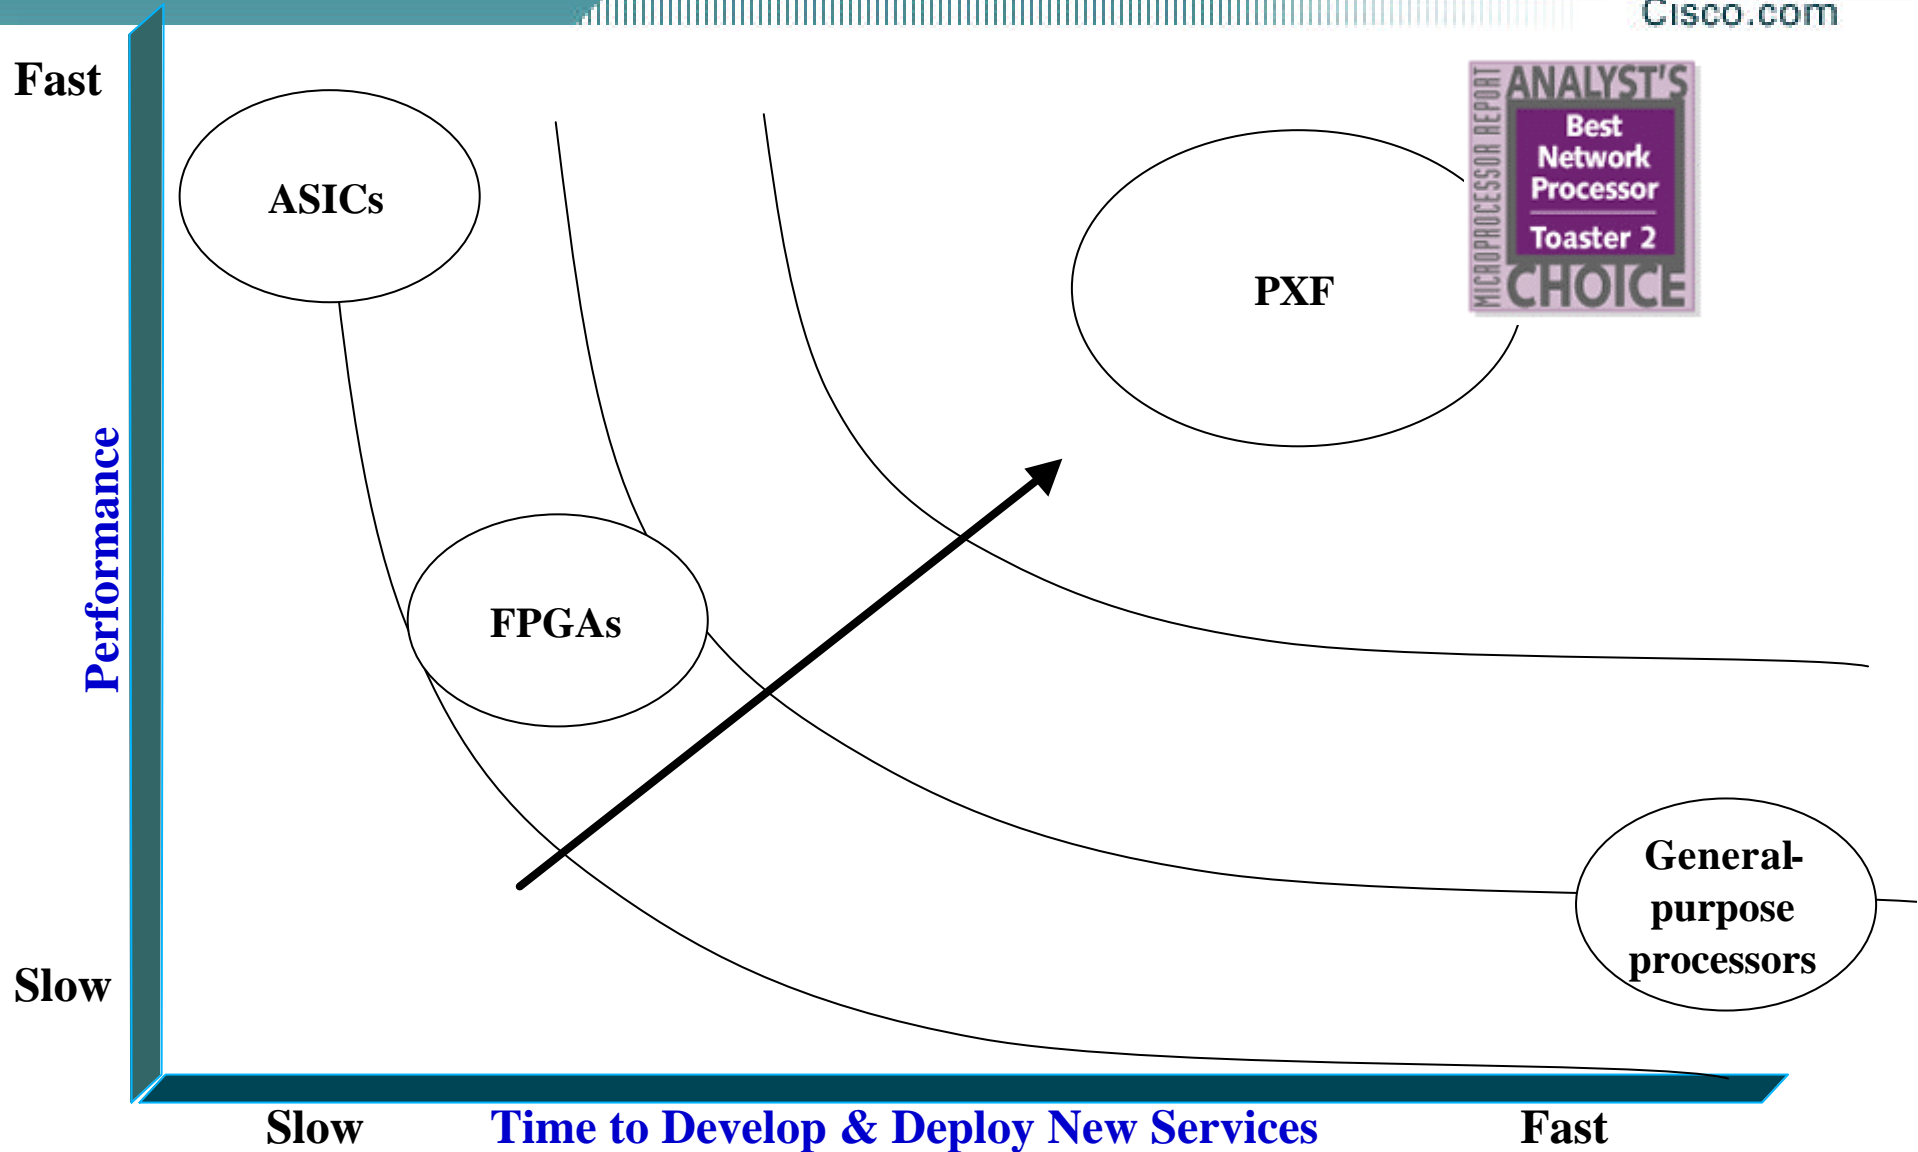 Cisco.com
Fast
ANALYST'S
MICROPROCESSOR REPORT
Best
Network
Processor
Toaster 2
CHOICE
ASICs
PXF
Performance
FPGAs
General-
purpose
processors
Slow
Slow
Time to Develop & Deploy New Services
Fast